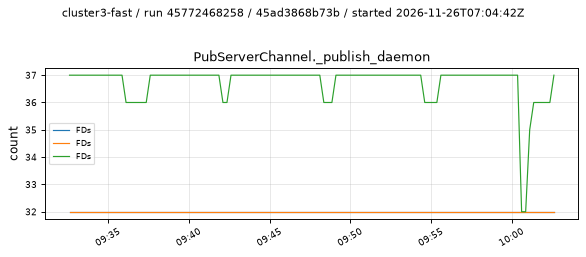 cluster3-fast / run 45772468258 / 45ad3868b73b / started 2026-11-26T07:04:42Z
PubServerChannel._publish_daemon
count
37
36
35
34
33
32
FDs
FDs
FDs
09:35
09:40
09:45
09:50
09:55
10:00